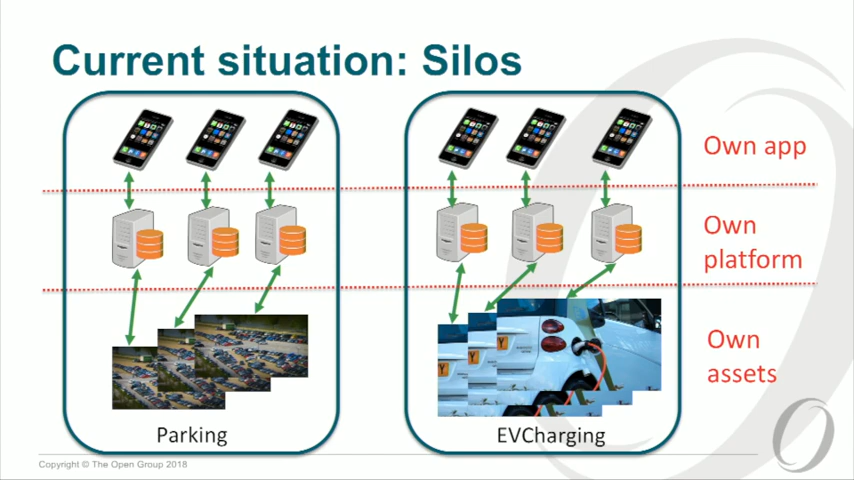 Current situation: Silos
Own app
Own
platform
Own
assets
Parking
EVCharging
Copyright © The Open Group 2018